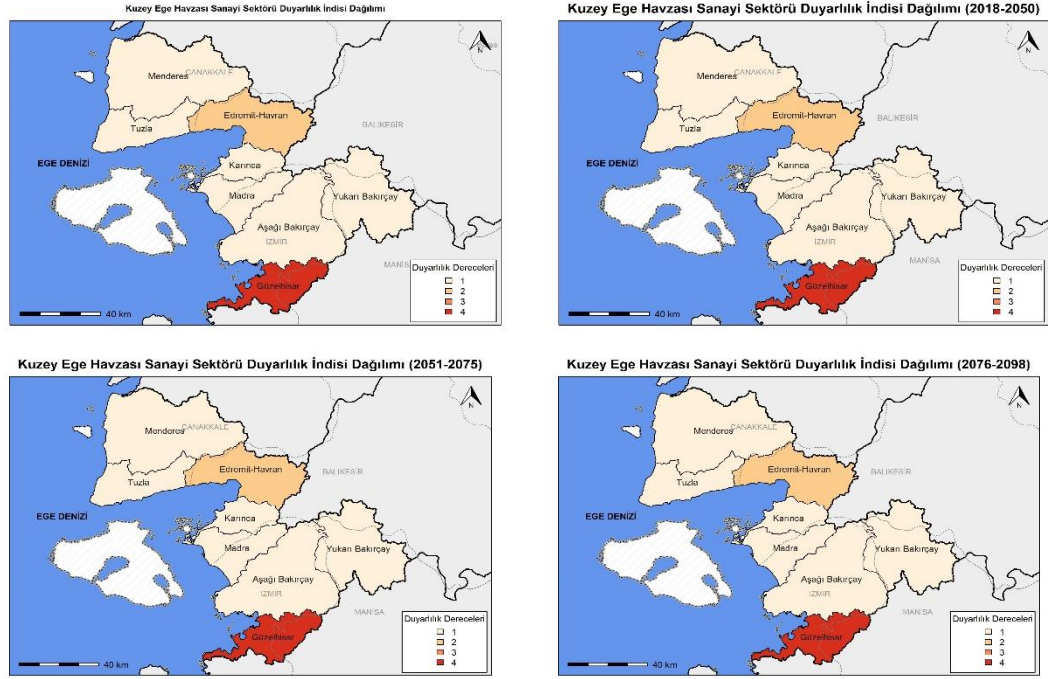 Kuzey Ege Havzası Sanayi Sektörü Duyarlılık İndisi Dağılımı
N
Menderes
ÇANAKKALE
Edremit-Havran
Tuzla
BALIKESİR
EGE DENİZİ
Karınca
Madra
Yukarı Bakırçay
Aşağı Bakırçay
İZMİR
MANİSA
Güzelhisar
Duyarlılık Dereceleri
1
2
3
4
40 km
Kuzey Ege Havzası Sanayi Sektörü Duyarlılık İndisi Dağılımı (2018-2050)
N
Menderes
ÇANAKKALE
Edremit-Havran
Tuzla
BALIKESİR
EGE DENİZİ
Karınca
Madra
Yukarı Bakırçay
Aşağı Bakırçay
İZMİR
MANİSA
Güzelhisar
Duyarlılık Dereceleri
1
2
3
4
40 km
Kuzey Ege Havzası Sanayi Sektörü Duyarlılık İndisi Dağılımı (2051-2075)
N
Menderes
ÇANAKKALE
Edremit-Havran
Tuzla
BALIKESİR
EGE DENİZİ
Karınca
Madra
Yukarı Bakırçay
Aşağı Bakırçay
İZMİR
MANİSA
Güzelhisar
Duyarlılık Dereceleri
1
2
3
4
40 km
Kuzey Ege Havzası Sanayi Sektörü Duyarlılık İndisi Dağılımı (2076-2098)
N
Menderes
ÇANAKKALE
Edremit-Havran
Tuzla
BALIKESİR
EGE DENİZİ
Karınca
Madra
Yukarı Bakırçay
Aşağı Bakırçay
İZMİR
MANİSA
Güzelhisar
Duyarlılık Dereceleri
1
2
3
4
40 km